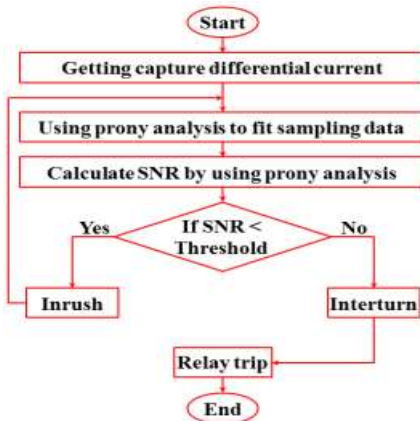 Start
Getting capture differential current
Using prony analysis to fit sampling data
Calculate SNR by using prony analysis
Yes
If SNR <
Threshold
No
Inrush
Interturn
Relay trip
End